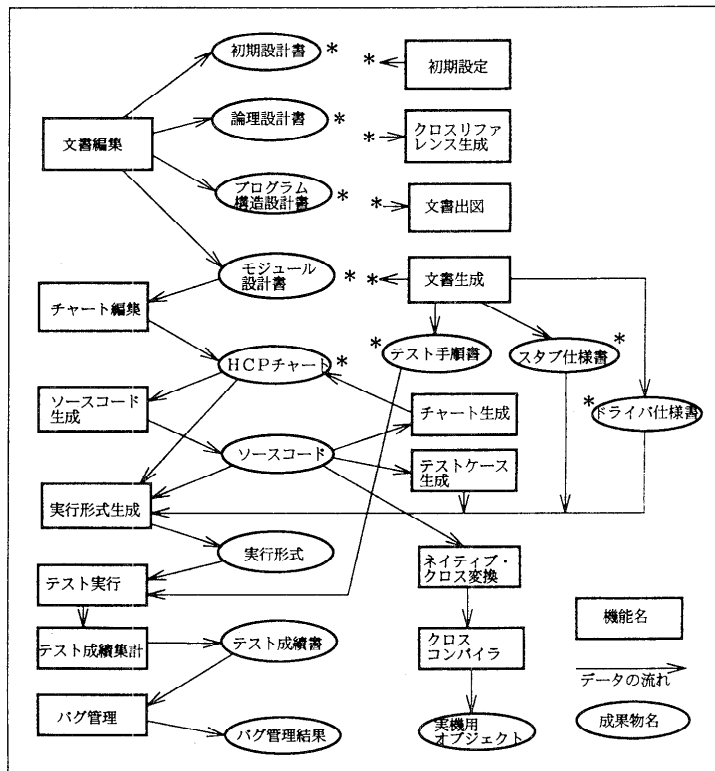 初期設計書 *
* 初期設定
文書編集
論理設計書 *
* クロスリファ
レンス生成
プログラム
構造設計書 *
* 文書出図
モジュール
設計書 *
* 文書生成
チャート編集
* テスト手順書
スタブ仕様書 *
HCPチャート *
ソースコード
生成
チャート生成
* ドライバ仕様書
ソースコード
テストケース
生成
実行形式生成
実行形式
ネイティブ・
クロス変換
テスト実行
機能名
テスト成績集計
テスト成績書
クロス
コンパイラ
データの流れ
バグ管理
バグ管理結果
実機用
オブジェクト
成果物名